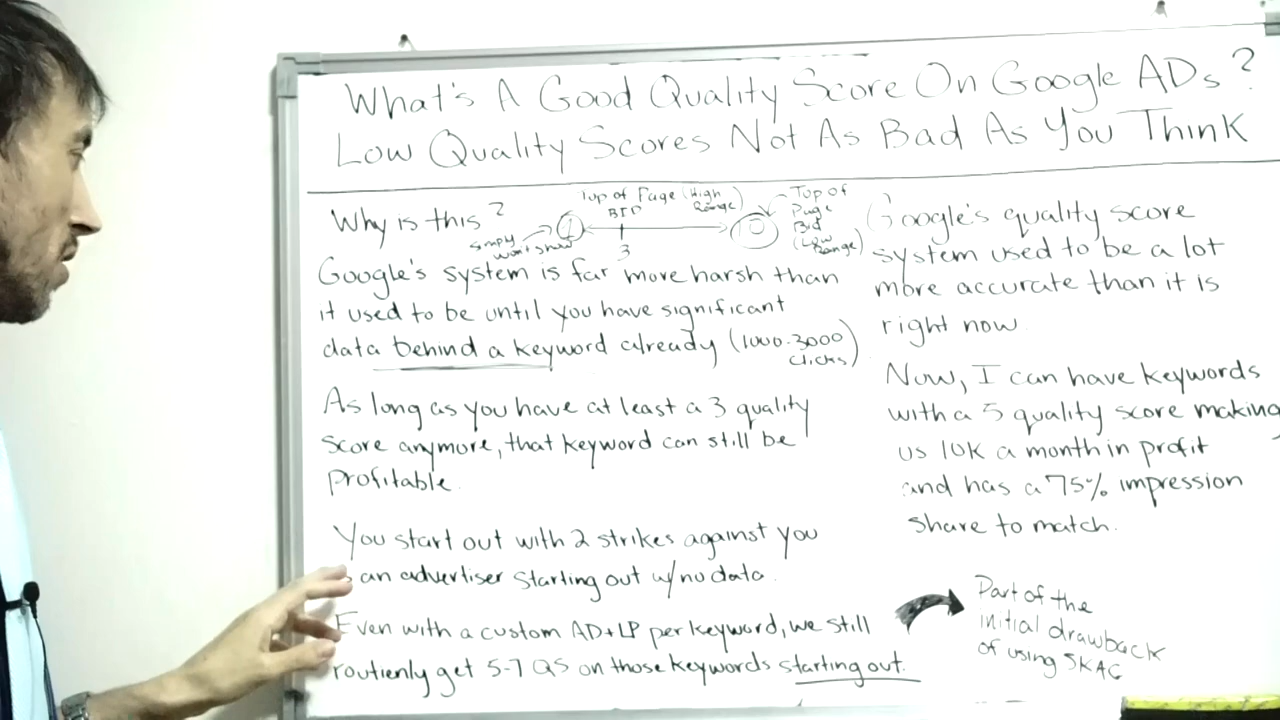 What's A Good Quality Score On Google ADs?
Low Quality Scores Not As Bad As You Think
Why is this?
Top of Page (High Range)
BID
1
10
3
Simply
won't show
Top of
Page
Bid
(Low
Range)
Google's system is far more harsh than
it used to be until you have significant
data behind a keyword already (1000-3000
clicks)
As long as you have at least a 3 quality
score anymore, that keyword can still be
profitable.
You start out with 2 strikes against you
an advertiser starting out w/no data.
Even with a custom AD+LP per keyword, we still
routienly get 5-7 QS on those keywords starting out.
Google's quality score
system used to be a lot
more accurate than it is
right now.
Now, I can have keywords
with a 5 quality score making
us 10K a month in profit
and has a 75% impression
share to match.
Part of the
initial drawback
of using SKAG